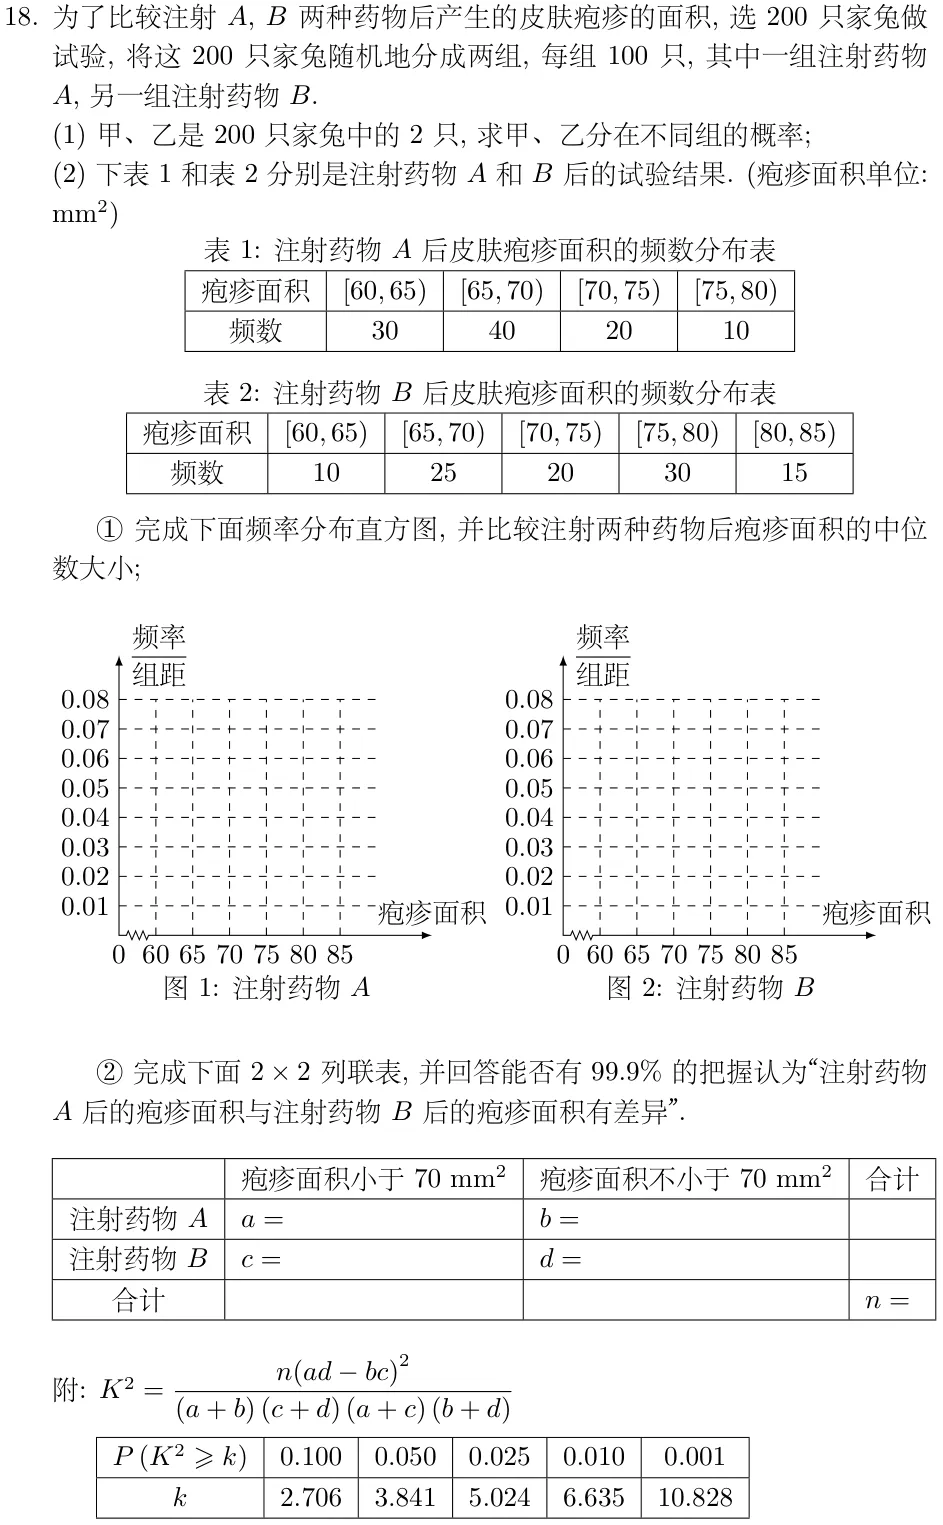 18. 为了比较注射 A, B 两种药物后产生的皮肤疱疹的面积, 选 200 只家兔做
试验, 将这 200 只家兔随机地分成两组, 每组 100 只, 其中一组注射药物
A, 另一组注射药物 B.
(1) 甲、乙是 200 只家兔中的 2 只, 求甲、乙分在不同组的概率;
(2) 下表 1 和表 2 分别是注射药物 A 和 B 后的试验结果. (疱疹面积单位:
mm²)
表 1: 注射药物 A 后皮肤疱疹面积的频数分布表
疱疹面积 [60, 65) [65, 70) [70, 75) [75, 80)
频数 30 40 20 10
表 2: 注射药物 B 后皮肤疱疹面积的频数分布表
疱疹面积 [60, 65) [65, 70) [70, 75) [75, 80) [80, 85)
频数 10 25 20 30 15
① 完成下面频率分布直方图, 并比较注射两种药物后疱疹面积的中位
数大小;
频率
组距
0.08
0.07
0.06
0.05
0.04
0.03
0.02
0.01
疱疹面积
0 60 65 70 75 80 85
图 1: 注射药物 A
频率
组距
0.08
0.07
0.06
0.05
0.04
0.03
0.02
0.01
疱疹面积
0 60 65 70 75 80 85
图 2: 注射药物 B
② 完成下面 2 × 2 列联表, 并回答能否有 99.9% 的把握认为“注射药物
A 后的疱疹面积与注射药物 B 后的疱疹面积有差异”.
疱疹面积小于 70 mm² 疱疹面积不小于 70 mm² 合计
注射药物 A a = b =
注射药物 B c = d =
合计 n =
附: K² = n(ad − bc)² / (a + b) (c + d) (a + c) (b + d)
P (K² ⩾ k) 0.100 0.050 0.025 0.010 0.001
k 2.706 3.841 5.024 6.635 10.828